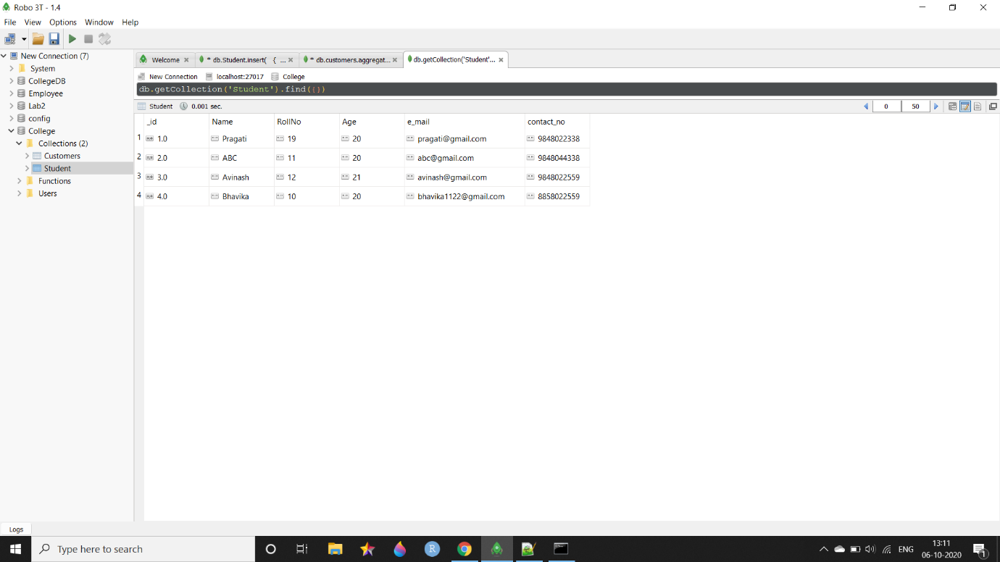 Robo 3T - 1.4
File View Options Window Help
New Connection (7)
System
CollegeDB
Employee
Lab2
config
College
Collections (2)
Customers
Student
Functions
Users
Welcome * db.Student.insert( { ... * db.customers.aggregat... db.getCollection('Student'...
New Connection localhost:27017 College
db.getCollection('Student').find({})
Student 0.001 sec. 0 50
_id Name RollNo Age e_mail contact_no
1 1.0 Pragati 19 20 pragati@gmail.com 9848022338
2 2.0 ABC 11 20 abc@gmail.com 9848044338
3 3.0 Avinash 12 21 avinash@gmail.com 9848022559
4 4.0 Bhavika 10 20 bhavika1122@gmail.com 8858022559
Logs
Type here to search
R
ENG
13:11
06-10-2020
1